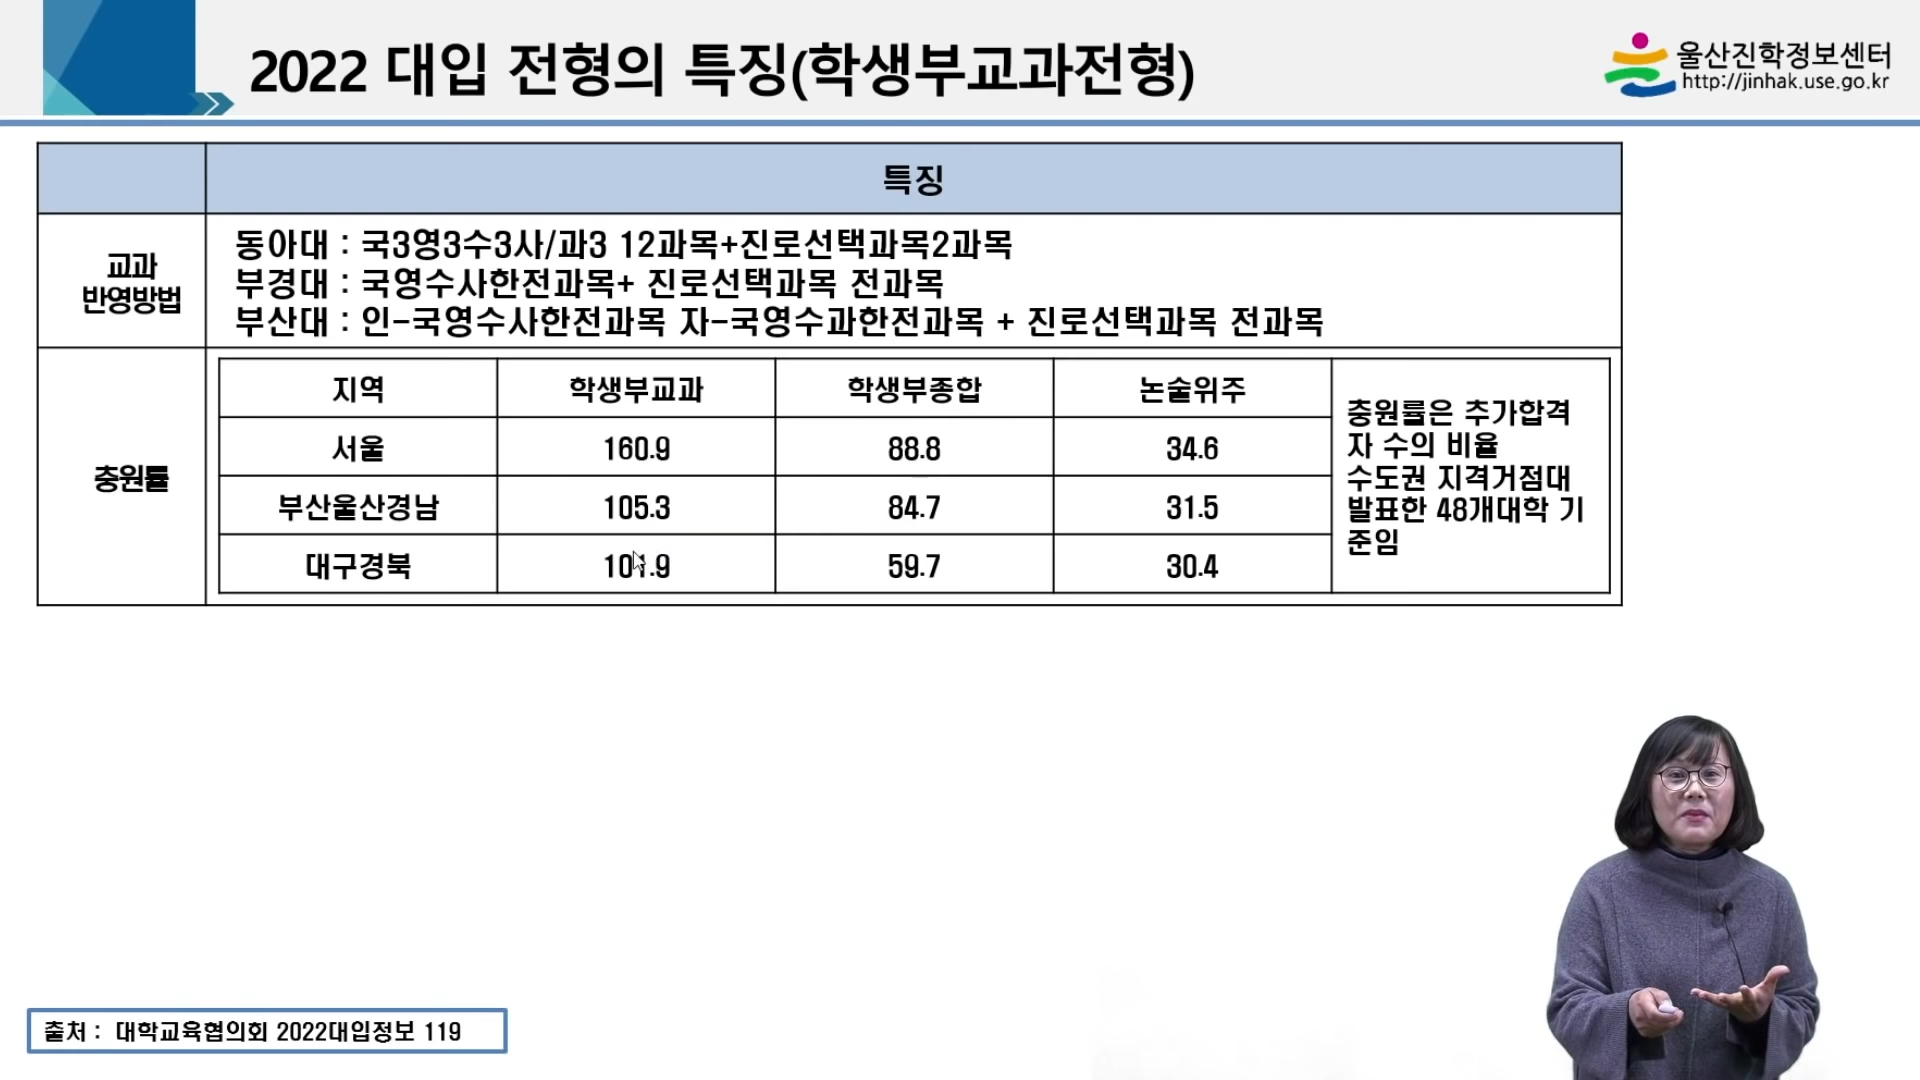 2022 대입 전형의 특징(학생부교과전형)
울산진학정보센터
http://jinhak.use.go.kr
특징
교과
반영방법
동아대 : 국3영3수3사/과3 12과목+진로선택과목2과목
부경대 : 국영수사한전과목+ 진로선택과목 전과목
부산대 : 인-국영수사한전과목 자-국영수과한전과목 + 진로선택과목 전과목
충원률
지역 학생부교과 학생부종합 논술위주
서울 160.9 88.8 34.6
부산울산경남 105.3 84.7 31.5
대구경북 101.9 59.7 30.4
충원률은 추가합격
자 수의 비율
수도권 지격거점대
발표한 48개대학 기
준임
출처 : 대학교육협의회 2022대입정보 119